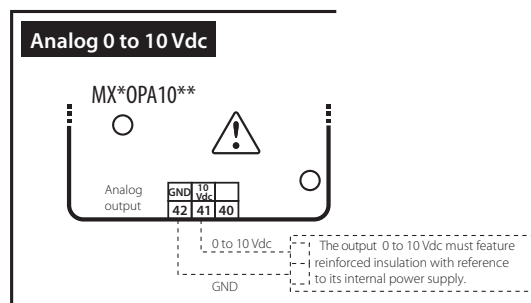 Analog 0 to 10 Vdc
MX*OPA10**
Analog
output
GND 10
Vdc
42 41 40
0 to 10 Vdc
GND
The output 0 to 10 Vdc must feature
reinforced insulation with reference
to its internal power supply.